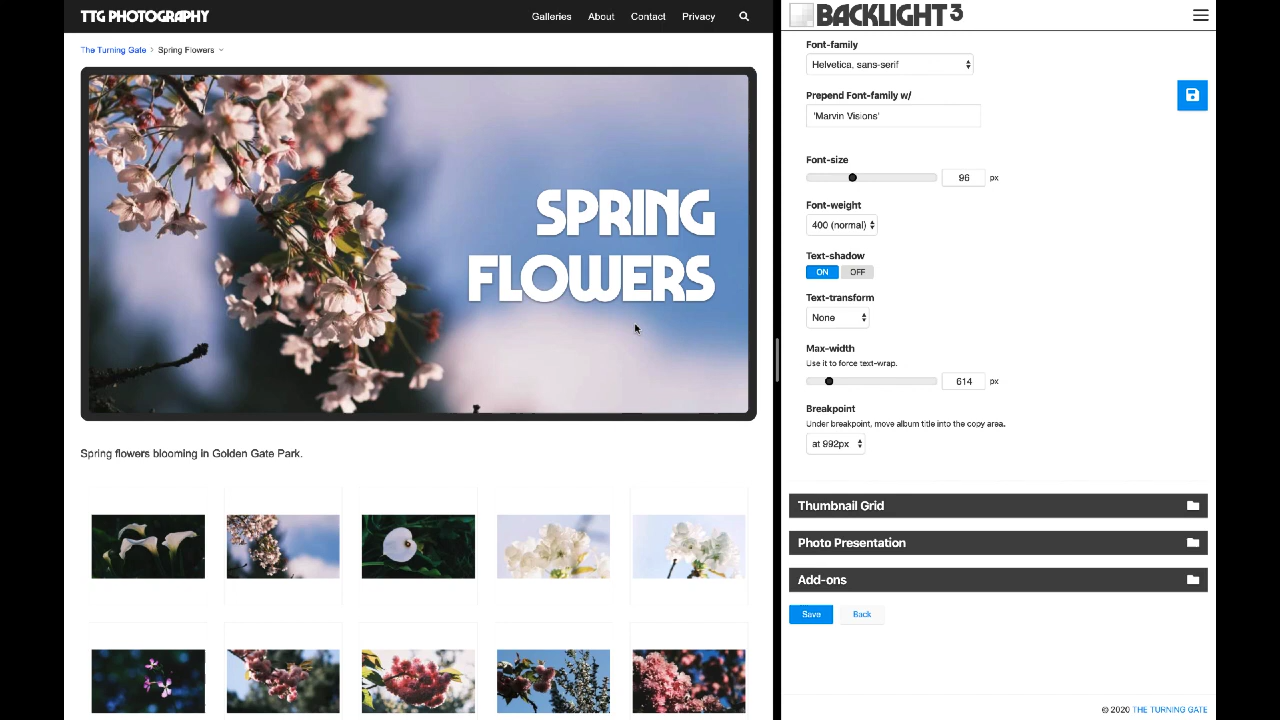 TTG PHOTOGRAPHY
Galleries About Contact Privacy
The Turning Gate > Spring Flowers
SPRING
FLOWERS
Spring flowers blooming in Golden Gate Park.
BACKLIGHT 3
Font-family
Helvetica, sans-serif
Prepend Font-family w/
'Marvin Visions'
Font-size
96 px
Font-weight
400 (normal)
Text-shadow
ON OFF
Text-transform
None
Max-width
Use it to force text-wrap.
614 px
Breakpoint
Under breakpoint, move album title into the copy area.
at 992px
Thumbnail Grid
Photo Presentation
Add-ons
Save Back
© 2020 THE TURNING GATE